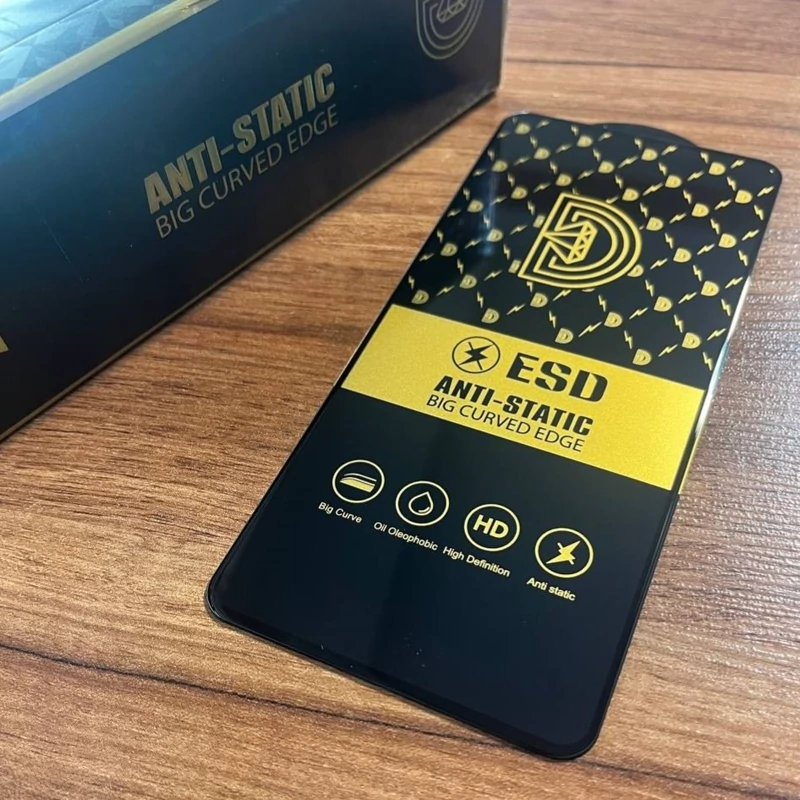 ANTI-STATIC
BIG CURVED EDGE
D
ESD
ANTI-STATIC
BIG CURVED EDGE
HD
Big Curve
Oil Oleophobic
High Definition
Anti static